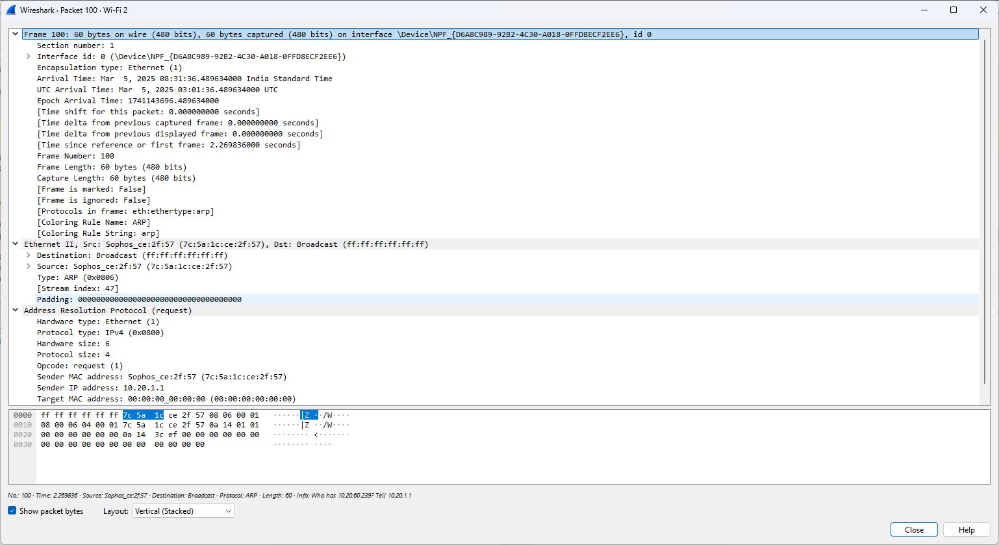 Wireshark · Packet 100 · Wi-Fi 2
Frame 100: 60 bytes on wire (480 bits), 60 bytes captured (480 bits) on interface \Device\NPF_{D6A8C989-92B2-4C30-A018-0FFD8ECF2EE6}, id 0
Section number: 1
Interface id: 0 (\Device\NPF_{D6A8C989-92B2-4C30-A018-0FFD8ECF2EE6})
Encapsulation type: Ethernet (1)
Arrival Time: Mar  5, 2025 08:31:36.489634000 India Standard Time
UTC Arrival Time: Mar  5, 2025 03:01:36.489634000 UTC
Epoch Arrival Time: 1741143696.489634000
[Time shift for this packet: 0.000000000 seconds]
[Time delta from previous captured frame: 0.000000000 seconds]
[Time delta from previous displayed frame: 0.000000000 seconds]
[Time since reference or first frame: 2.269836000 seconds]
Frame Number: 100
Frame Length: 60 bytes (480 bits)
Capture Length: 60 bytes (480 bits)
[Frame is marked: False]
[Frame is ignored: False]
[Protocols in frame: eth:ethertype:arp]
[Coloring Rule Name: ARP]
[Coloring Rule String: arp]
Ethernet II, Src: Sophos_ce:2f:57 (7c:5a:1c:ce:2f:57), Dst: Broadcast (ff:ff:ff:ff:ff:ff)
Destination: Broadcast (ff:ff:ff:ff:ff:ff)
Source: Sophos_ce:2f:57 (7c:5a:1c:ce:2f:57)
Type: ARP (0x0806)
[Stream index: 47]
Padding: 000000000000000000000000000000000000
Address Resolution Protocol (request)
Hardware type: Ethernet (1)
Protocol type: IPv4 (0x0800)
Hardware size: 6
Protocol size: 4
Opcode: request (1)
Sender MAC address: Sophos_ce:2f:57 (7c:5a:1c:ce:2f:57)
Sender IP address: 10.20.1.1
Target MAC address: 00:00:00_00:00:00 (00:00:00:00:00:00)
0000 ff ff ff ff ff ff 7c 5a 1c ce 2f 57 08 06 00 01 ······|Z ··/W····
0010 08 00 06 04 00 01 7c 5a 1c ce 2f 57 0a 14 01 01 ······|Z ··/W····
0020 00 00 00 00 00 00 0a 14 3c ef 00 00 00 00 00 00 ········ <·······
0030 00 00 00 00 00 00 00 00 00 00 00 00 ········ ····
No.: 100 · Time: 2.269836 · Source: Sophos_ce:2f:57 · Destination: Broadcast · Protocol: ARP · Length: 60 · Info: Who has 10.20.60.239? Tell 10.20.1.1
Show packet bytes Layout: Vertical (Stacked)
Close Help